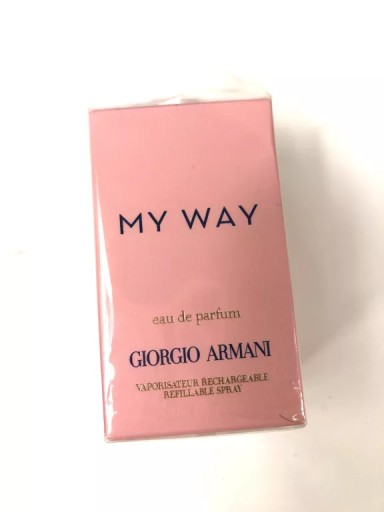 MY WAY
eau de parfum
GIORGIO ARMANI
VAPORISATEUR RECHARGEABLE
REFILLABLE SPRAY